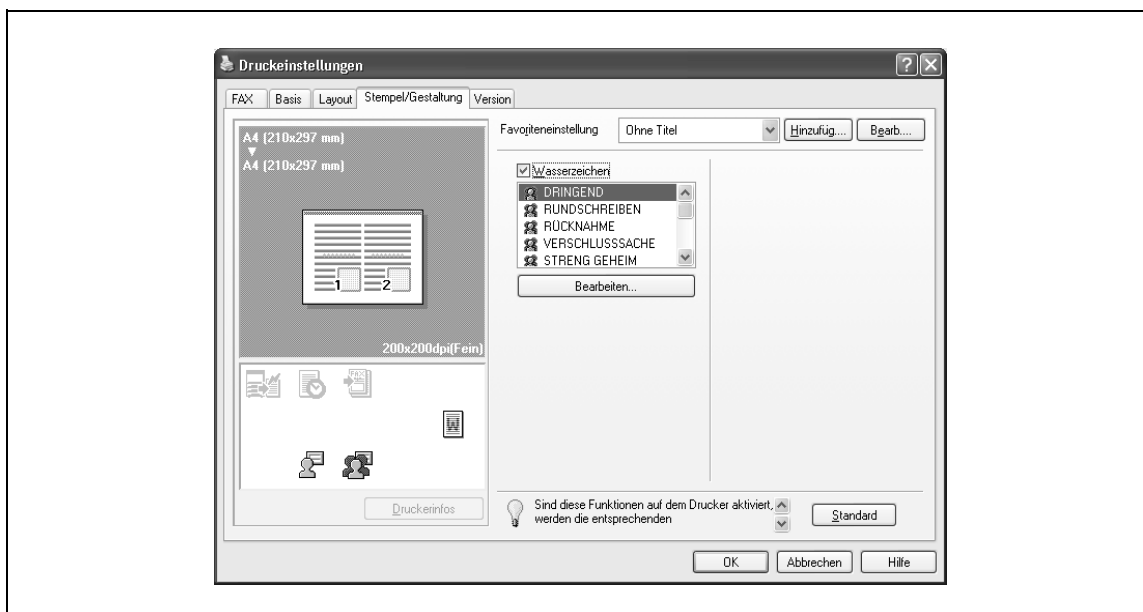 Druckeinstellungen
FAX Basis Layout Stempel/Gestaltung Version
A4 (210x297 mm)
A4 (210x297 mm)
1 2
200x200dpi(Fein)
Druckerinfos
Favoriteneinstellung Ohne Titel Hinzufüg.... Bearb....
Wasserzeichen
DRINGEND
RUNDSCHREIBEN
RÜCKNAHME
VERSCHLUSSSACHE
STRENG GEHEIM
Bearbeiten...
Sind diese Funktionen auf dem Drucker aktiviert,
werden die entsprechenden
Standard
OK Abbrechen Hilfe